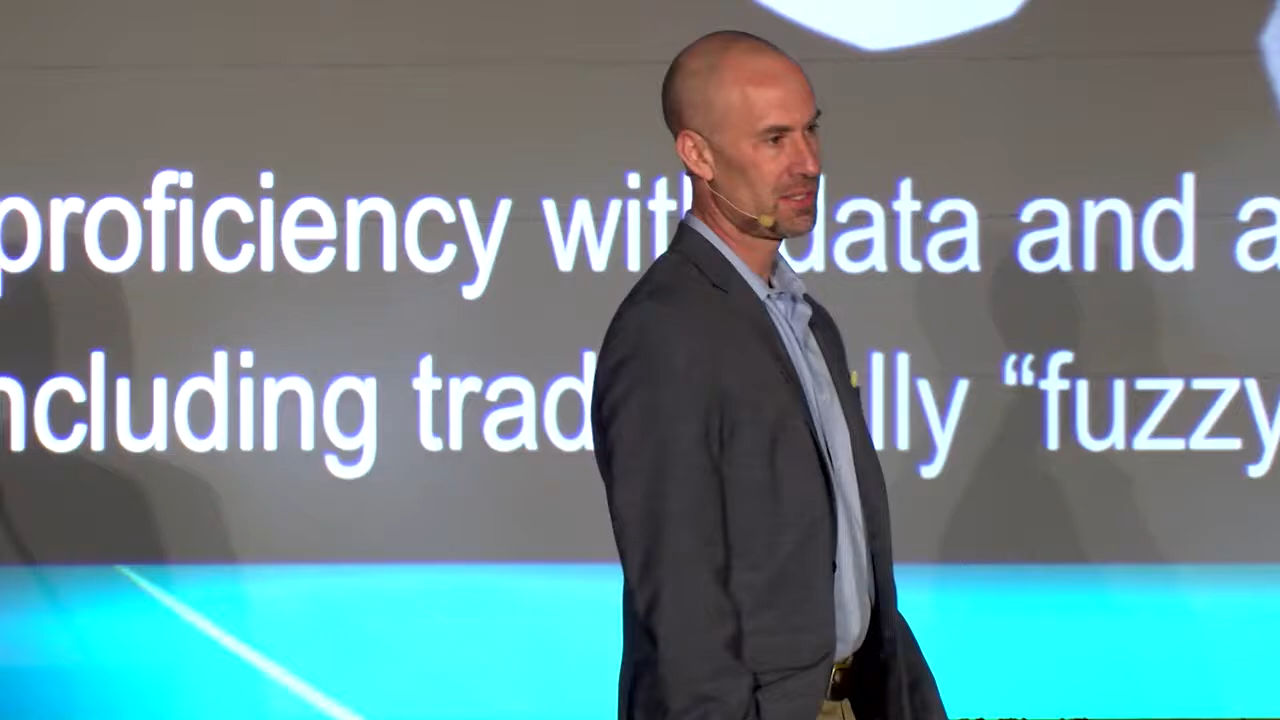 proficiency with data and a
ncluding trad lly “fuzzy